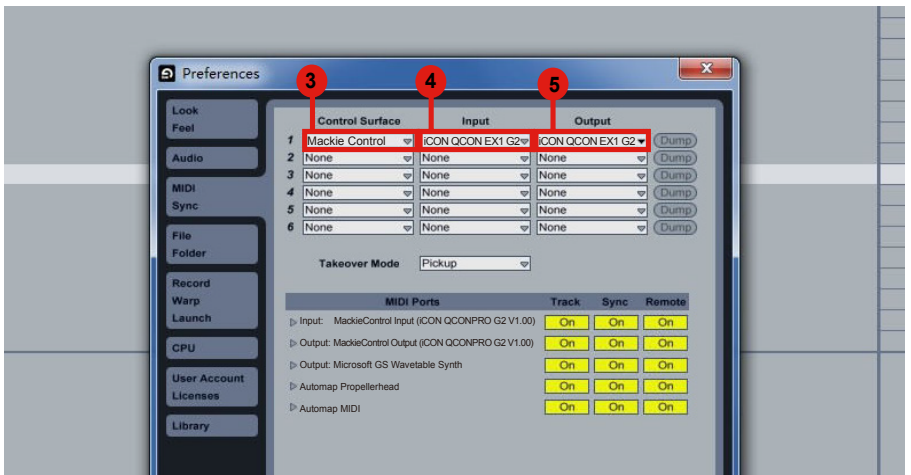 Preferences
3 4 5
Look
Feel
Audio
MIDI
Sync
File
Folder
Record
Warp
Launch
CPU
User Account
Licenses
Library
Control Surface Input Output
1 Mackie Control iCON QCON EX1 G2 iCON QCON EX1 G2 Dump
2 None None None Dump
3 None None None Dump
4 None None None Dump
5 None None None Dump
6 None None None Dump
Takeover Mode Pickup
MIDI Ports Track Sync Remote
Input: MackieControl Input (iCON QCONPRO G2 V1.00) On On On
Output: MackieControl Output (iCON QCONPRO G2 V1.00) On On On
Output: Microsoft GS Wavetable Synth On On On
Automap Propellerhead On On On
Automap MIDI On On On